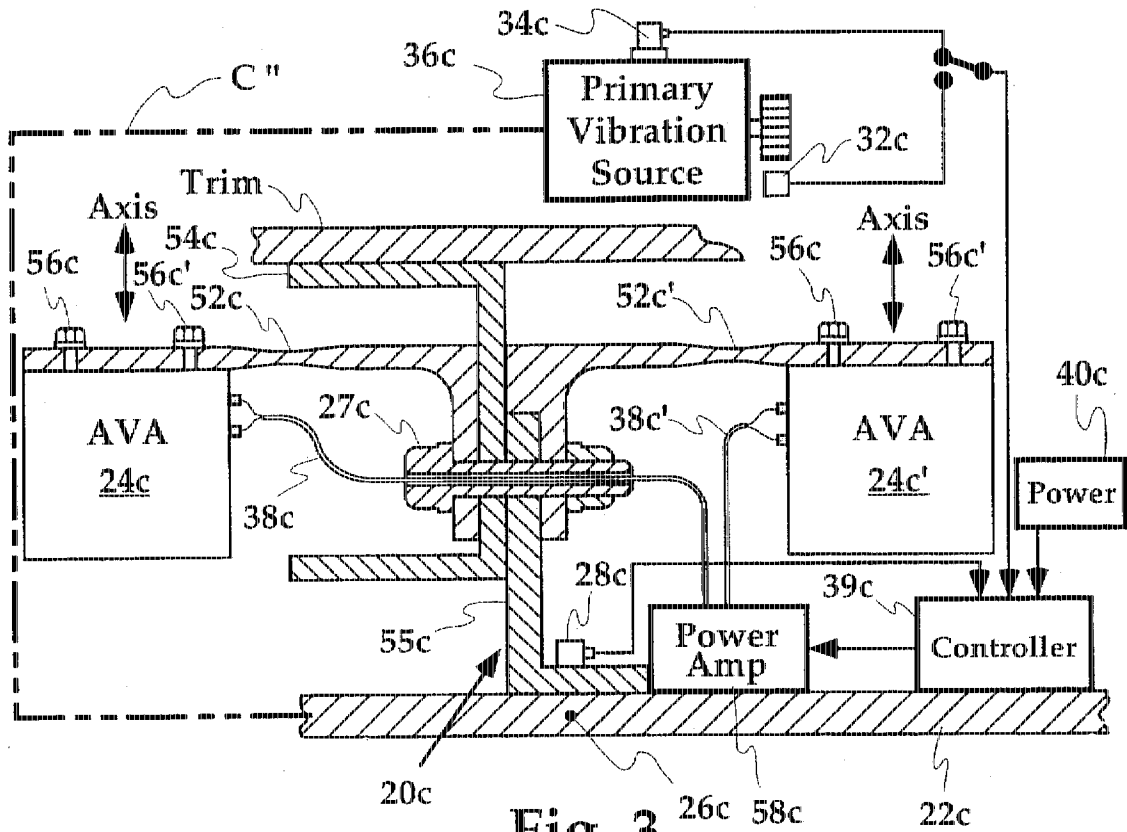 34c
36c
C"
Primary
Vibration
Source
32c
Trim
Axis
54c
Axis
56c
56c'
52c
52c'
56c
56c'
40c
27c
38c'
AVA
24c
AVA
24c'
Power
38c
28c
39c
55c
Power
Amp
Controller
20c
26c
58c
22c
Fig. 3